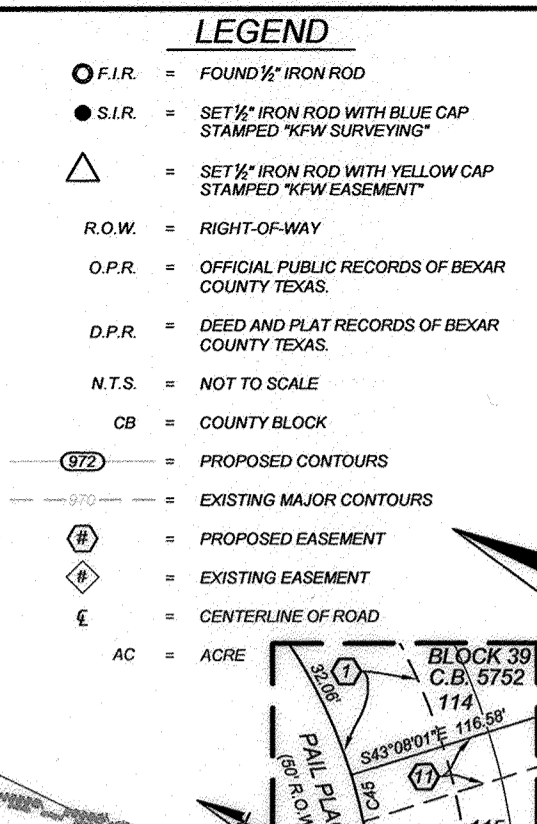 LEGEND
F.I.R. = FOUND ½" IRON ROD
S.I.R. = SET ½" IRON ROD WITH BLUE CAP
STAMPED "KFW SURVEYING"
= SET ½" IRON ROD WITH YELLOW CAP
STAMPED "KFW EASEMENT"
R.O.W. = RIGHT-OF-WAY
O.P.R. = OFFICIAL PUBLIC RECORDS OF BEXAR
COUNTY TEXAS.
D.P.R. = DEED AND PLAT RECORDS OF BEXAR
COUNTY TEXAS.
N.T.S. = NOT TO SCALE
CB = COUNTY BLOCK
972 = PROPOSED CONTOURS
970 = EXISTING MAJOR CONTOURS
# = PROPOSED EASEMENT
# = EXISTING EASEMENT
℄ = CENTERLINE OF ROAD
AC = ACRE
BLOCK 39
C.B. 5752
114
32.06'
1
S43°08'01"E 116.58'
11
C45
PAIL PLA
(50' R.O.W
115